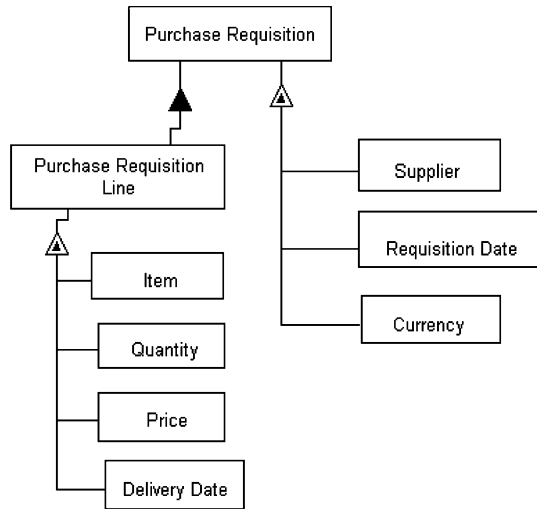 Purchase Requisition
Purchase Requisition
Line
Supplier
Requisition Date
Item
Currency
Quantity
Price
Delivery Date